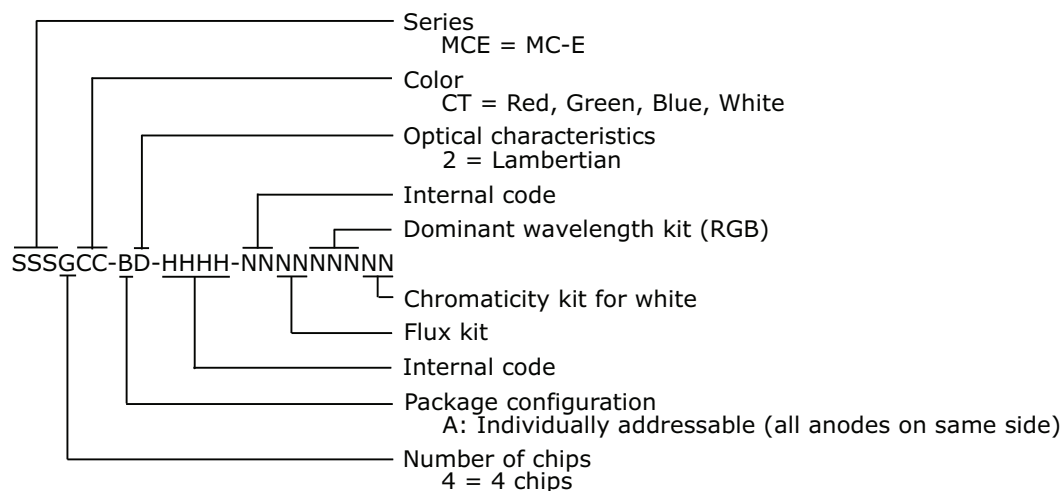 Series
MCE = MC-E
Color
CT = Red, Green, Blue, White
Optical characteristics
2 = Lambertian
Internal code
Dominant wavelength kit (RGB)
SSSGCC-BD-HHHH-NNNNNNNNN
Chromaticity kit for white
Flux kit
Internal code
Package configuration
A: Individually addressable (all anodes on same side)
Number of chips
4 = 4 chips